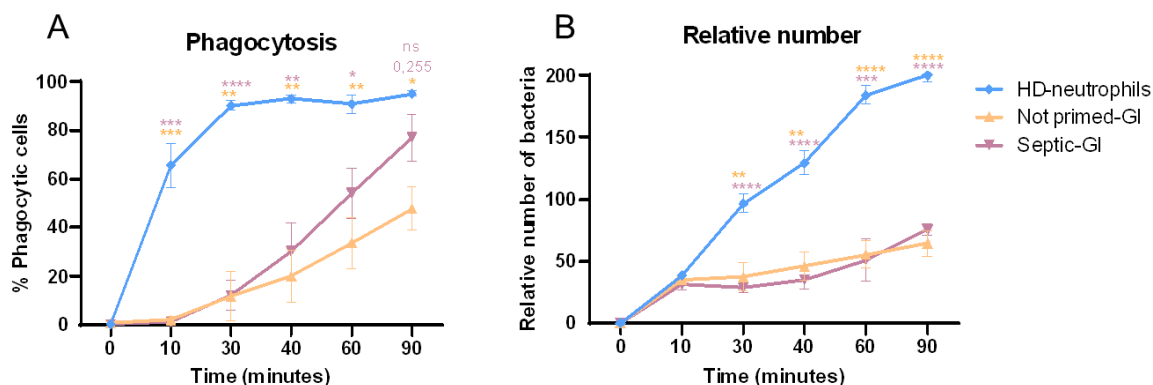 A
Phagocytosis
ns
0,255
***
***
****
**
**
**
*
**
*
100
80
60
40
20
0
% Phagocytic cells
0 10 30 40 60 90
Time (minutes)
B
Relative number
**
****
**
****
****
***
****
****
200
150
100
50
0
Relative number of bacteria
0 10 30 40 60 90
Time (minutes)
HD-neutrophils
Not primed-GI
Septic-GI